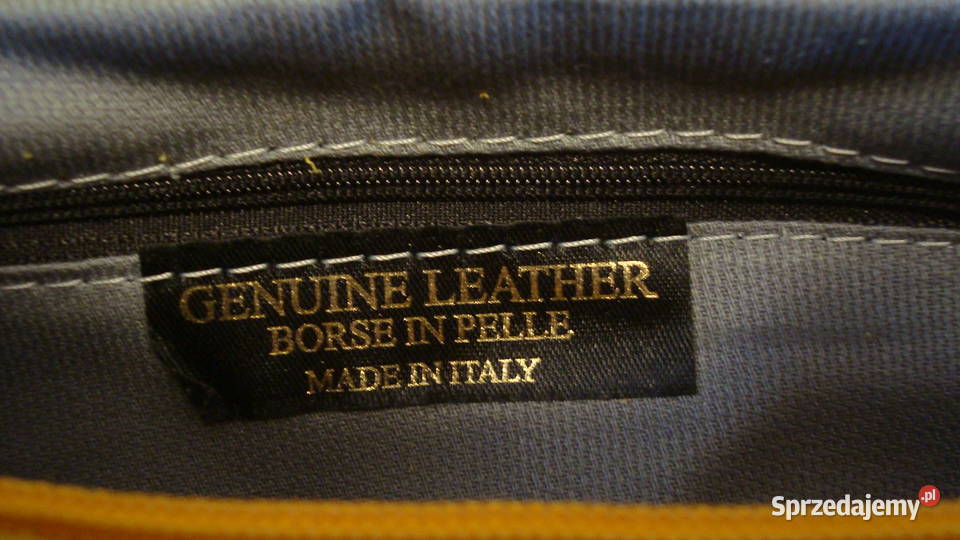 GENUINE LEATHER
BORSE IN PELLE
MADE IN ITALY
Sprzedajemy.pl